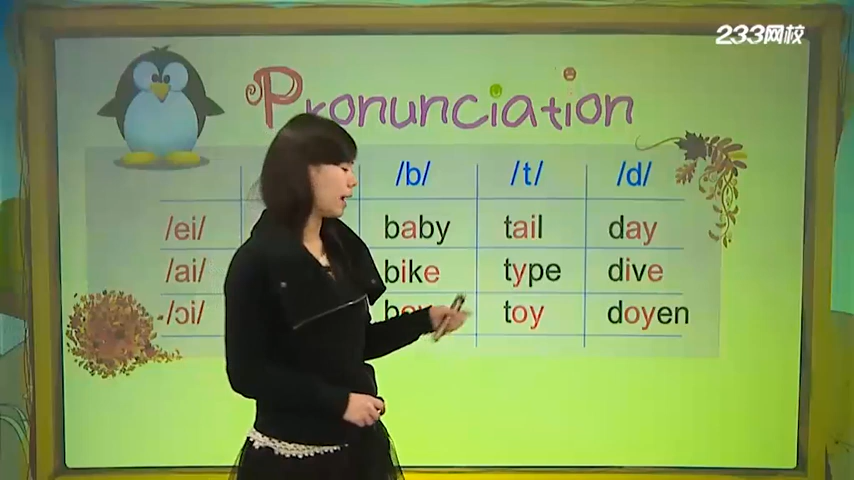 233网校
Pronunciation
/b/ /t/ /d/
/ei/ baby tail day
/ai/ bike type dive
/ɔi/ toy doyen